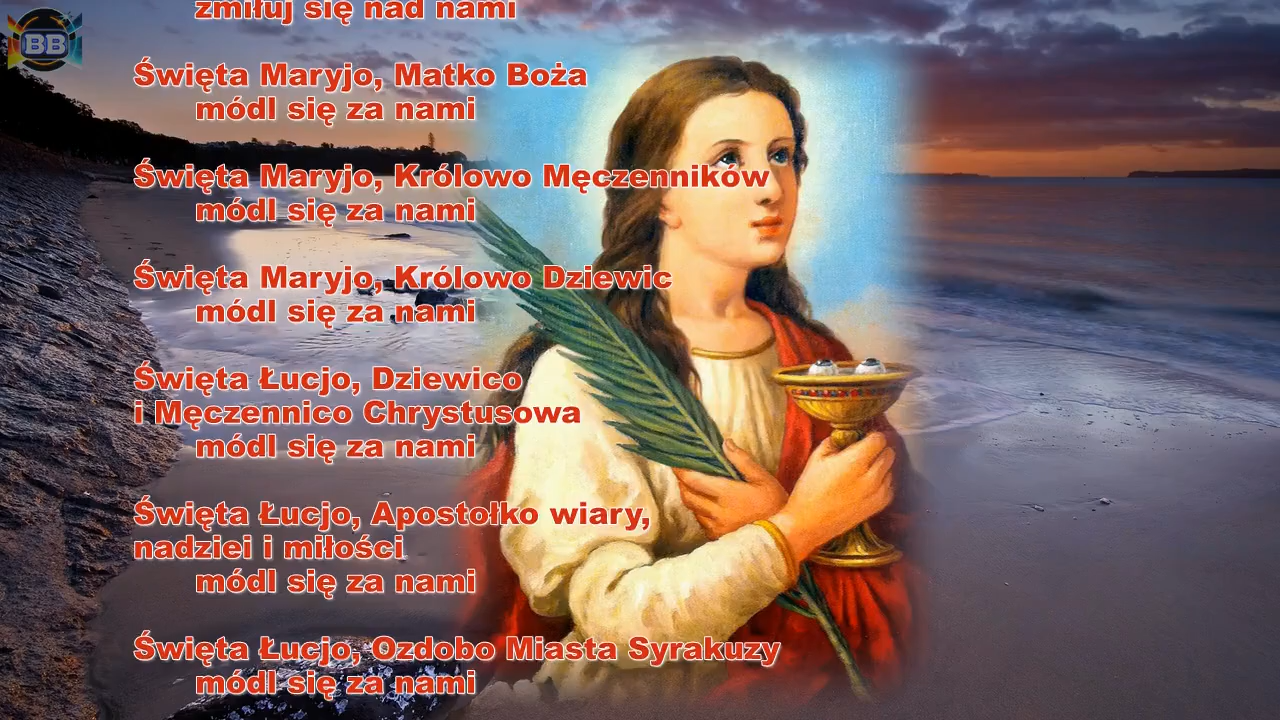 BB
zmiłuj się nad nami
Święta Maryjo, Matko Boża
módl się za nami
Święta Maryjo, Królowo Męczenników
módl się za nami
Święta Maryjo, Królowo Dziewic
módl się za nami
Święta Łucjo, Dziewico
i Męczennico Chrystusowa
módl się za nami
Święta Łucjo, Apostołko wiary,
nadziei i miłości
módl się za nami
Święta Łucjo, Ozdobo Miasta Syrakuzy
módl się za nami